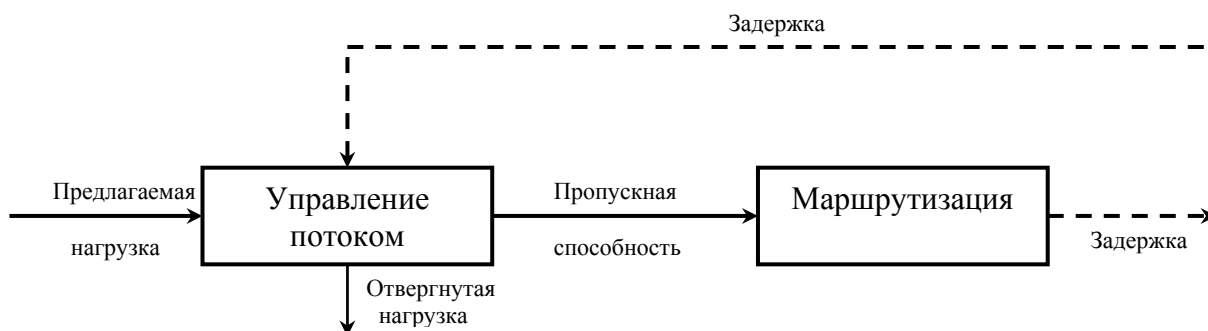 Задержка
Предлагаемая
нагрузка
Управление
потоком
Пропускная
способность
Маршрутизация
Задержка
Отвергнутая
нагрузка